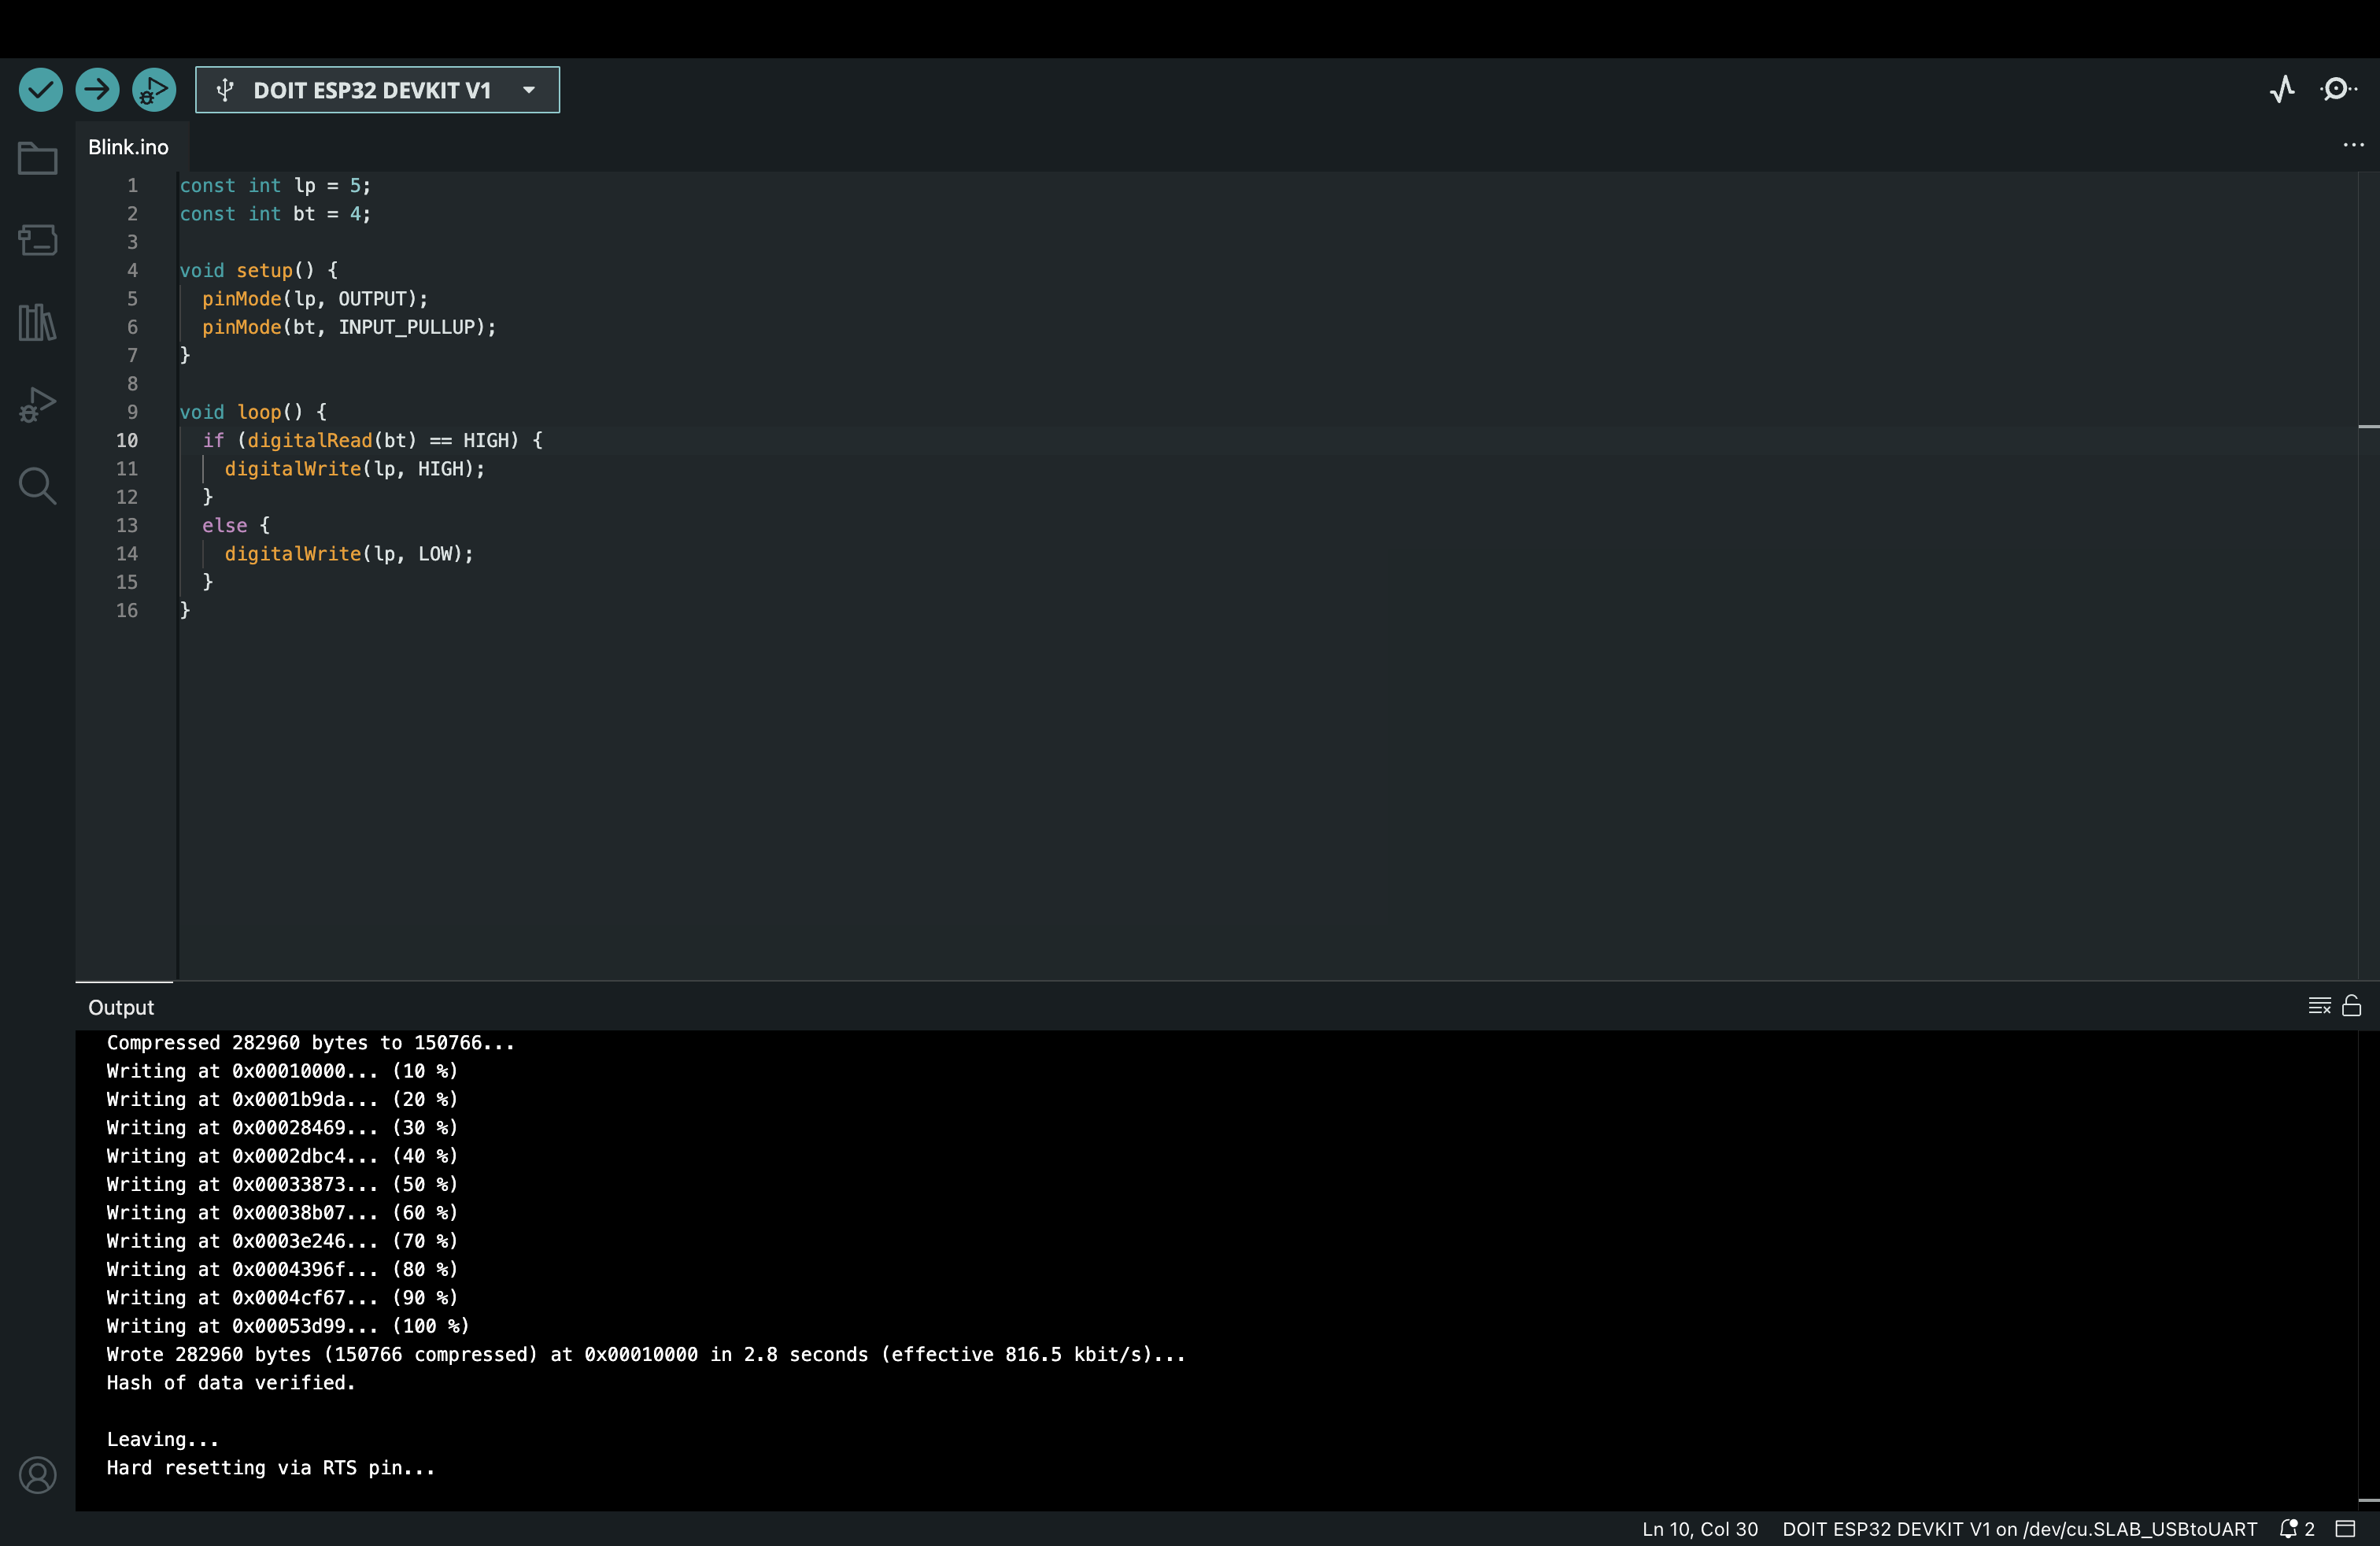 DOIT ESP32 DEVKIT V1
Blink.ino
1 const int lp = 5;
2 const int bt = 4;
3
4 void setup() {
5   pinMode(lp, OUTPUT);
6   pinMode(bt, INPUT_PULLUP);
7 }
8
9 void loop() {
10   if (digitalRead(bt) == HIGH) {
11     digitalWrite(lp, HIGH);
12   }
13   else {
14     digitalWrite(lp, LOW);
15   }
16 }
Output
Compressed 282960 bytes to 150766...
Writing at 0x00010000... (10 %)
Writing at 0x0001b9da... (20 %)
Writing at 0x00028469... (30 %)
Writing at 0x0002dbc4... (40 %)
Writing at 0x00033873... (50 %)
Writing at 0x00038b07... (60 %)
Writing at 0x0003e246... (70 %)
Writing at 0x0004396f... (80 %)
Writing at 0x0004cf67... (90 %)
Writing at 0x00053d99... (100 %)
Wrote 282960 bytes (150766 compressed) at 0x00010000 in 2.8 seconds (effective 816.5 kbit/s)...
Hash of data verified.
Leaving...
Hard resetting via RTS pin...
Ln 10, Col 30 DOIT ESP32 DEVKIT V1 on /dev/cu.SLAB_USBtoUART 2